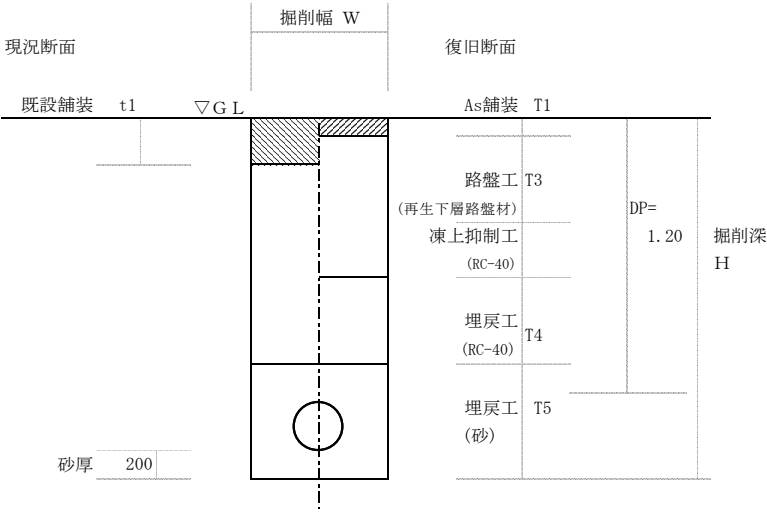 掘削幅 W
現況断面
復旧断面
既設舗装 t1
▽GL
As舗装 T1
路盤工 T3
(再生下層路盤材)
DP=
凍上抑制工
1.20
掘削深
(RC-40)
H
埋戻工
T4
(RC-40)
埋戻工 T5
(砂)
砂厚 200